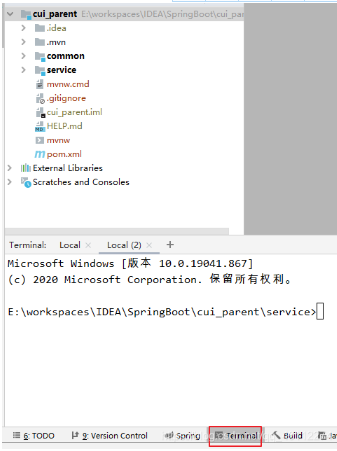 cui_parent E:\workspaces\IDEA\SpringBoot\cui_par
.idea
.mvn
common
service
mvnw.cmd
.gitignore
cui_parent.iml
HELP.md
mvnw
pom.xml
External Libraries
Scratches and Consoles
Terminal: Local × Local (2) × +
Microsoft Windows [版本 10.0.19041.867]
(c) 2020 Microsoft Corporation. 保留所有权利。
E:\workspaces\IDEA\SpringBoot\cui_parent\service>
6: TODO 9: Version Control Spring Terminal Build